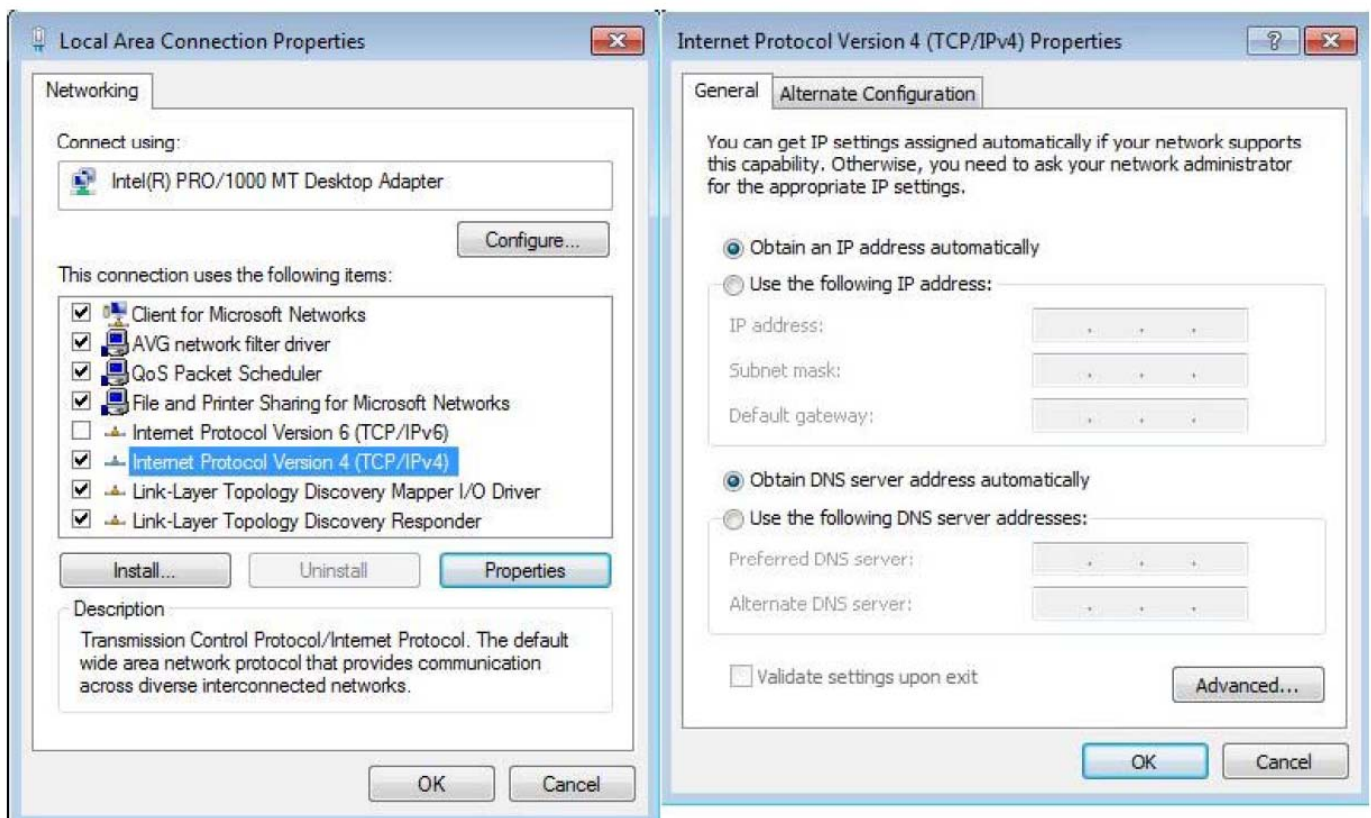 Local Area Connection Properties
Networking
Connect using:
Intel(R) PRO/1000 MT Desktop Adapter
Configure...
This connection uses the following items:
Client for Microsoft Networks
AVG network filter driver
QoS Packet Scheduler
File and Printer Sharing for Microsoft Networks
Internet Protocol Version 6 (TCP/IPv6)
Internet Protocol Version 4 (TCP/IPv4)
Link-Layer Topology Discovery Mapper I/O Driver
Link-Layer Topology Discovery Responder
Install...
Uninstall
Properties
Description
Transmission Control Protocol/Internet Protocol. The default
wide area network protocol that provides communication
across diverse interconnected networks.
OK
Cancel
Internet Protocol Version 4 (TCP/IPv4) Properties
?
General
Alternate Configuration
You can get IP settings assigned automatically if your network supports
this capability. Otherwise, you need to ask your network administrator
for the appropriate IP settings.
Obtain an IP address automatically
Use the following IP address:
IP address:
Subnet mask:
Default gateway:
Obtain DNS server address automatically
Use the following DNS server addresses:
Preferred DNS server:
Alternate DNS server:
Validate settings upon exit
Advanced...
OK
Cancel